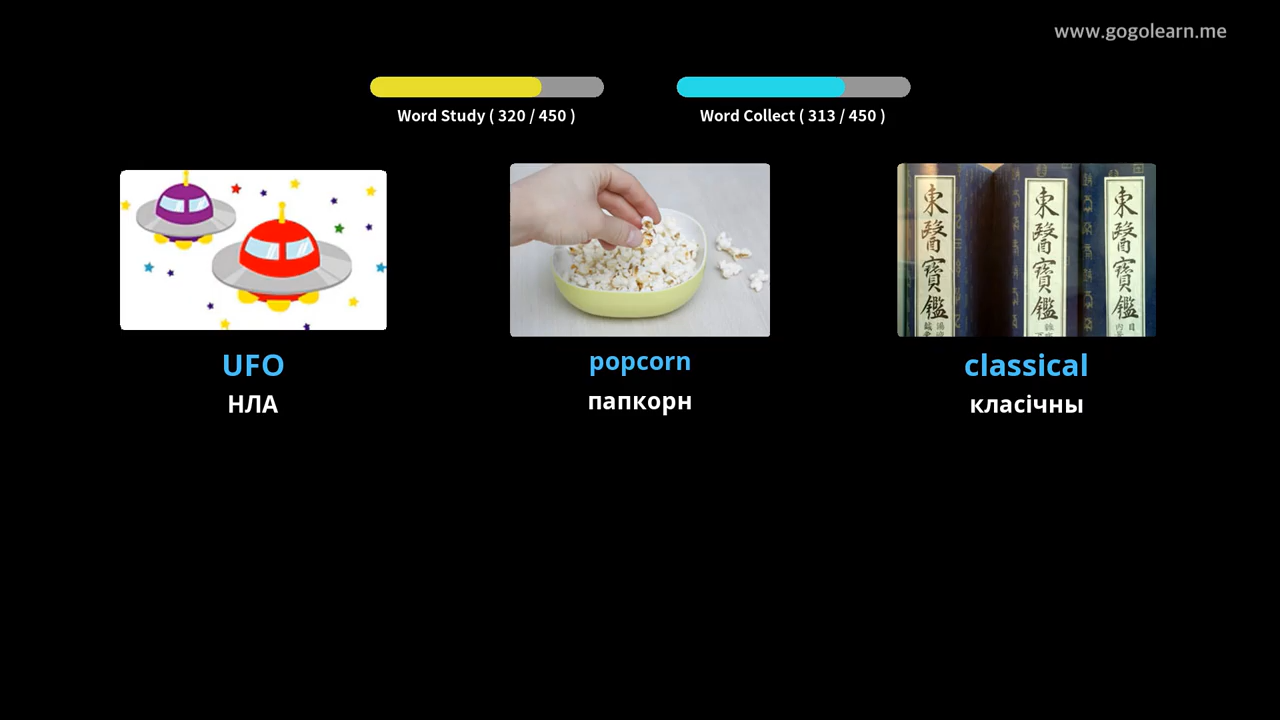 www.gogolearn.me
Word Study ( 320 / 450 )
Word Collect ( 313 / 450 )
東醫寶鑑
東醫寶鑑
東醫寶鑑
UFO
НЛА
popcorn
папкорн
classical
класічны